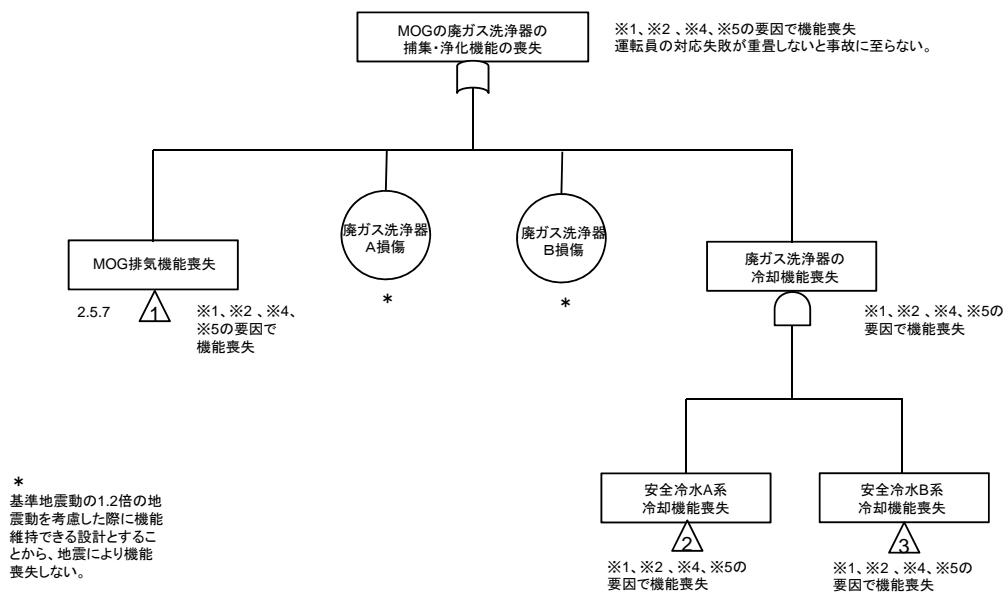 MOGの廃ガス洗浄器の
捕集・浄化機能の喪失
※1、※2 、※4、※5の要因で機能喪失
運転員の対応失敗が重畳しないと事故に至らない。
MOG排気機能喪失
2.5.7
1
※1、※2 、※4、
※5の要因で
機能喪失
廃ガス洗浄器
A損傷
*
廃ガス洗浄器
B損傷
*
廃ガス洗浄器の
冷却機能喪失
※1、※2 、※4、※5の
要因で機能喪失
安全冷水A系
冷却機能喪失
2
※1、※2 、※4、※5の
要因で機能喪失
安全冷水B系
冷却機能喪失
3
※1、※2 、※4、※5の
要因で機能喪失
*
基準地震動の1.2倍の地
震動を考慮した際に機能
維持できる設計とするこ
とから、地震により機能
喪失しない。